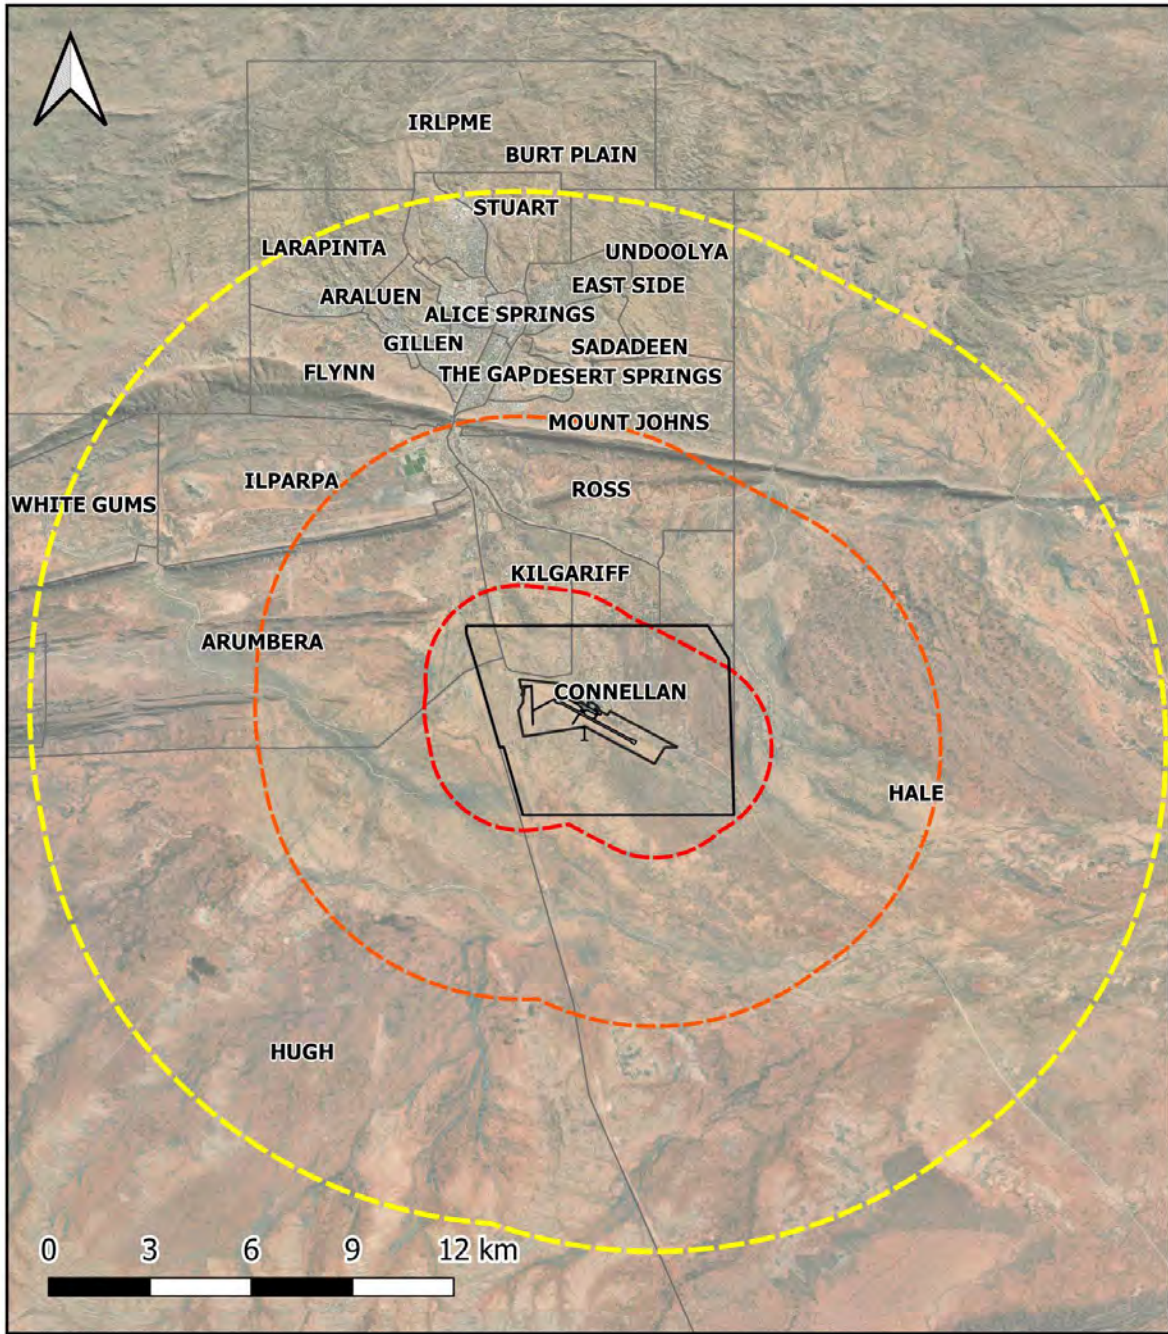 IRLPME
BURT PLAIN
STUART
LARAPINTA
UNDOOLYA
EAST SIDE
ARALUEN
ALICE SPRINGS
GILLEN
SADADEEN
FLYNN
THE GAP
DESERT SPRINGS
MOUNT JOHNS
ILPARPA
ROSS
WHITE GUMS
KILGARIFF
ARUMBERA
CONNELLAN
1
HALE
HUGH
0 3 6 9 12 km